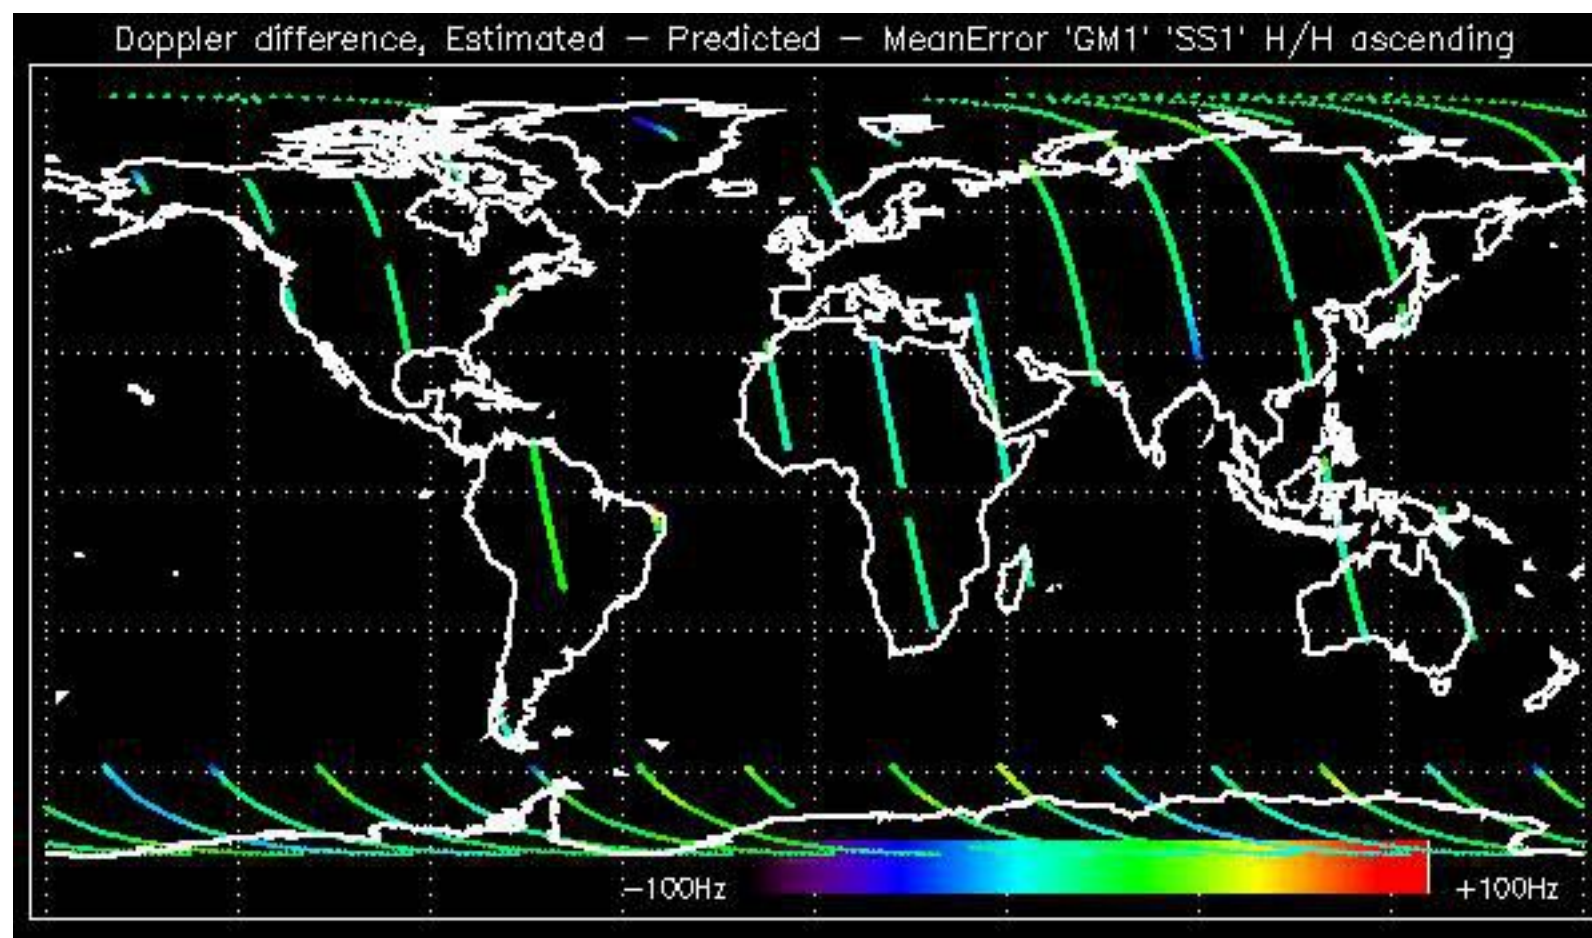 Doppler difference, Estimated – Predicted – MeanError 'GM1' 'SS1' H/H ascending
−100Hz
+100Hz